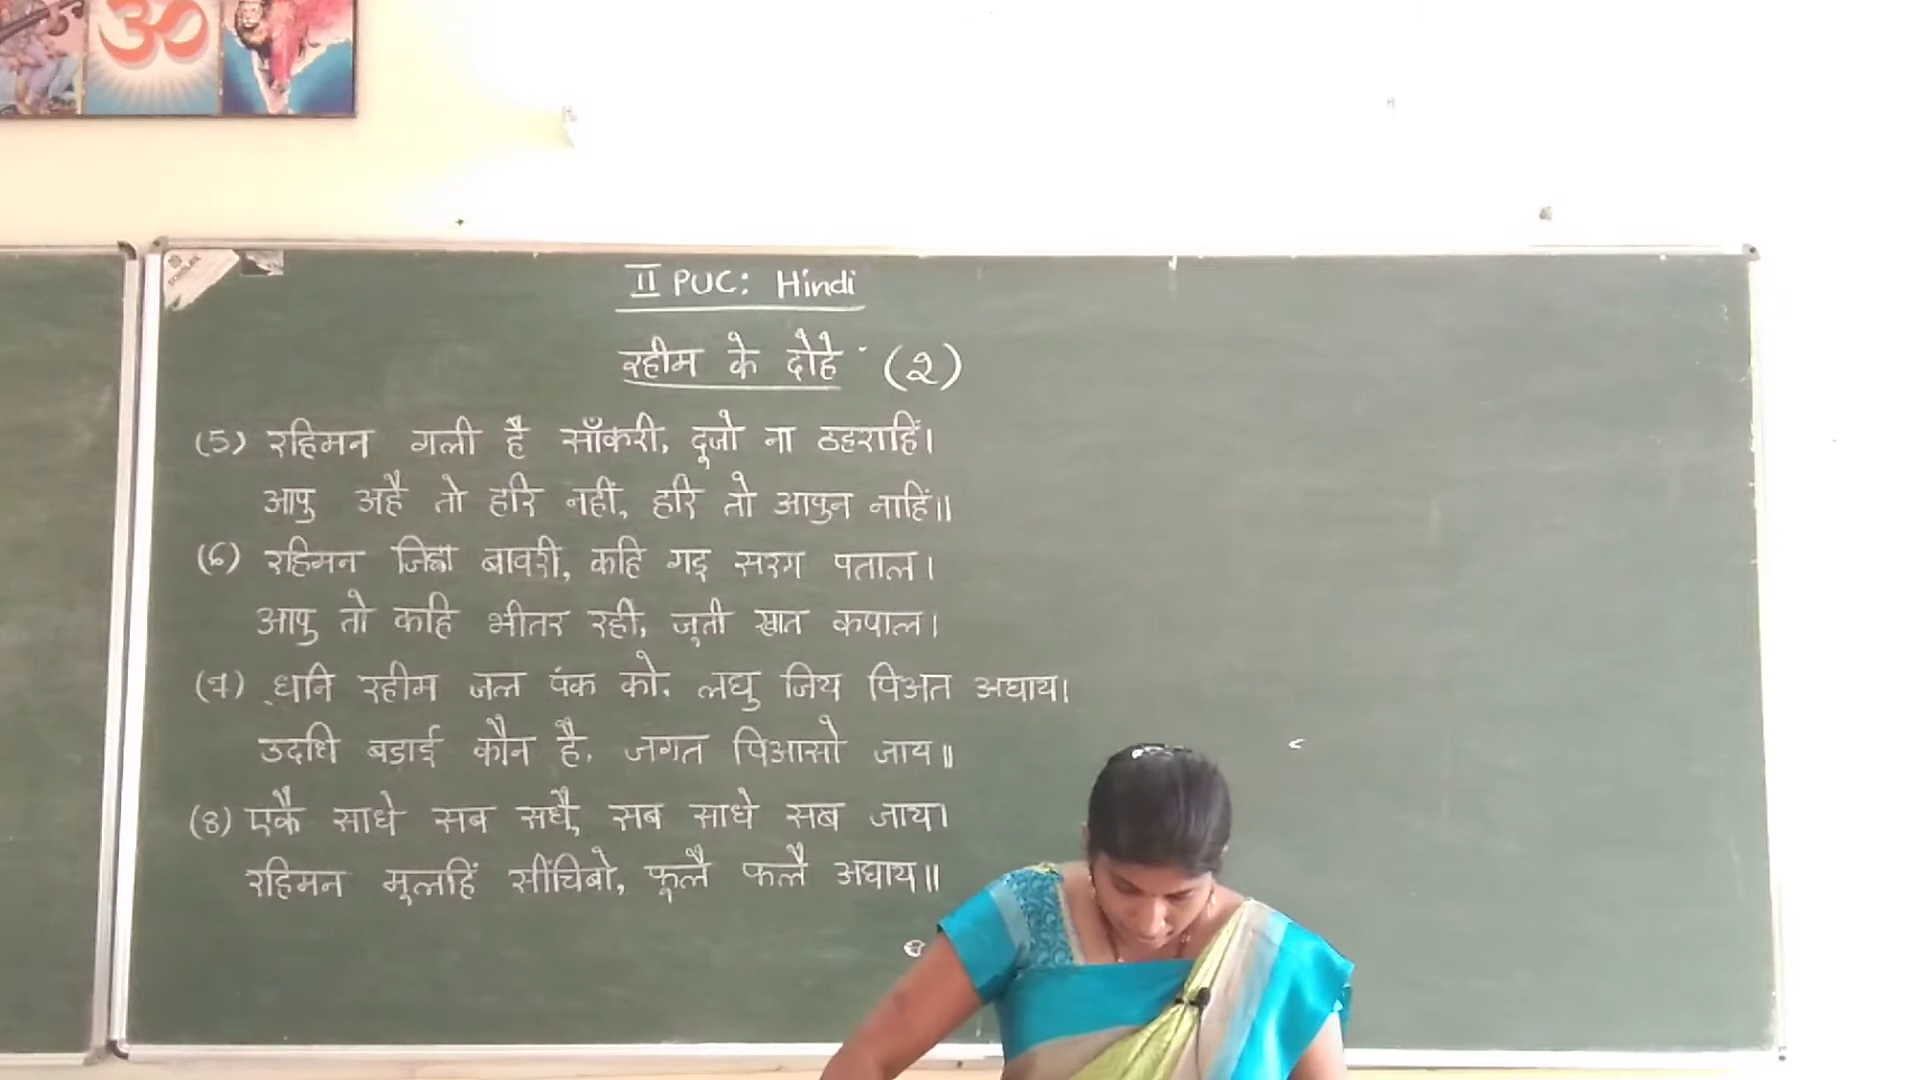 ॐ
II PUC: Hindi
रहीम के दोहे (२)
(5) रहिमन गली है साँकरी, दूजो ना ठहराहिं।
आपु अहै तो हरि नहीं, हरि तो आपुन नाहिं॥
(6) रहिमन जिह्वा बावरी, कहि गइ सरग पताल।
आपु तो कहि भीतर रही, जूती खात कपाल।
(7) धनि रहीम जल पंक को, लघु जिय पिअत अघाय।
उदधि बडाई कौन है, जगत पिआसो जाय॥
(8) एकै साधे सब सधै, सब साधे सब जाय।
रहिमन मूलहिं सींचिबो, फूलै फलै अघाय॥